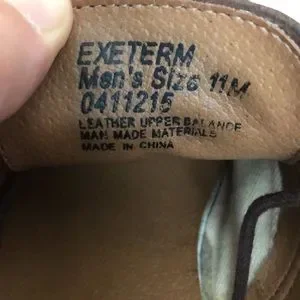 EXETERM
Men's Size 11M
0411215
LEATHER UPPER BALANCE
MAN MADE MATERIALS
MADE IN CHINA